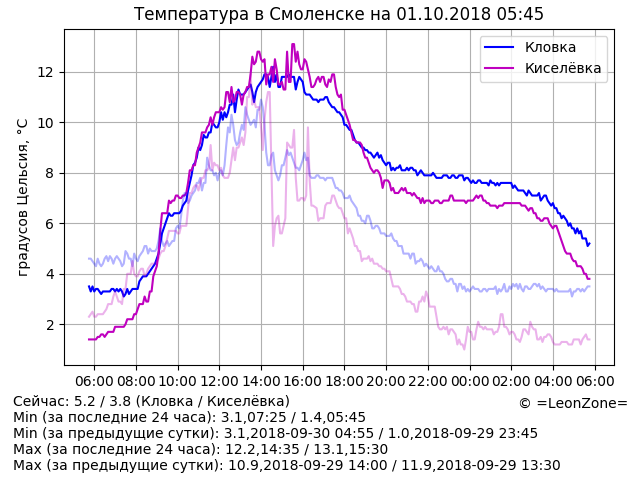 Температура в Смоленске на 01.10.2018 05:45
Кловка
Киселёвка
градусов Цельсия, °C
12
10
8
6
4
2
06:00 08:00 10:00 12:00 14:00 16:00 18:00 20:00 22:00 00:00 02:00 04:00 06:00
Сейчас: 5.2 / 3.8 (Кловка / Киселёвка)
© =LeonZone=
Min (за последние 24 часа): 3.1,07:25 / 1.4,05:45
Min (за предыдущие сутки): 3.1,2018-09-30 04:55 / 1.0,2018-09-29 23:45
Max (за последние 24 часа): 12.2,14:35 / 13.1,15:30
Max (за предыдущие сутки): 10.9,2018-09-29 14:00 / 11.9,2018-09-29 13:30